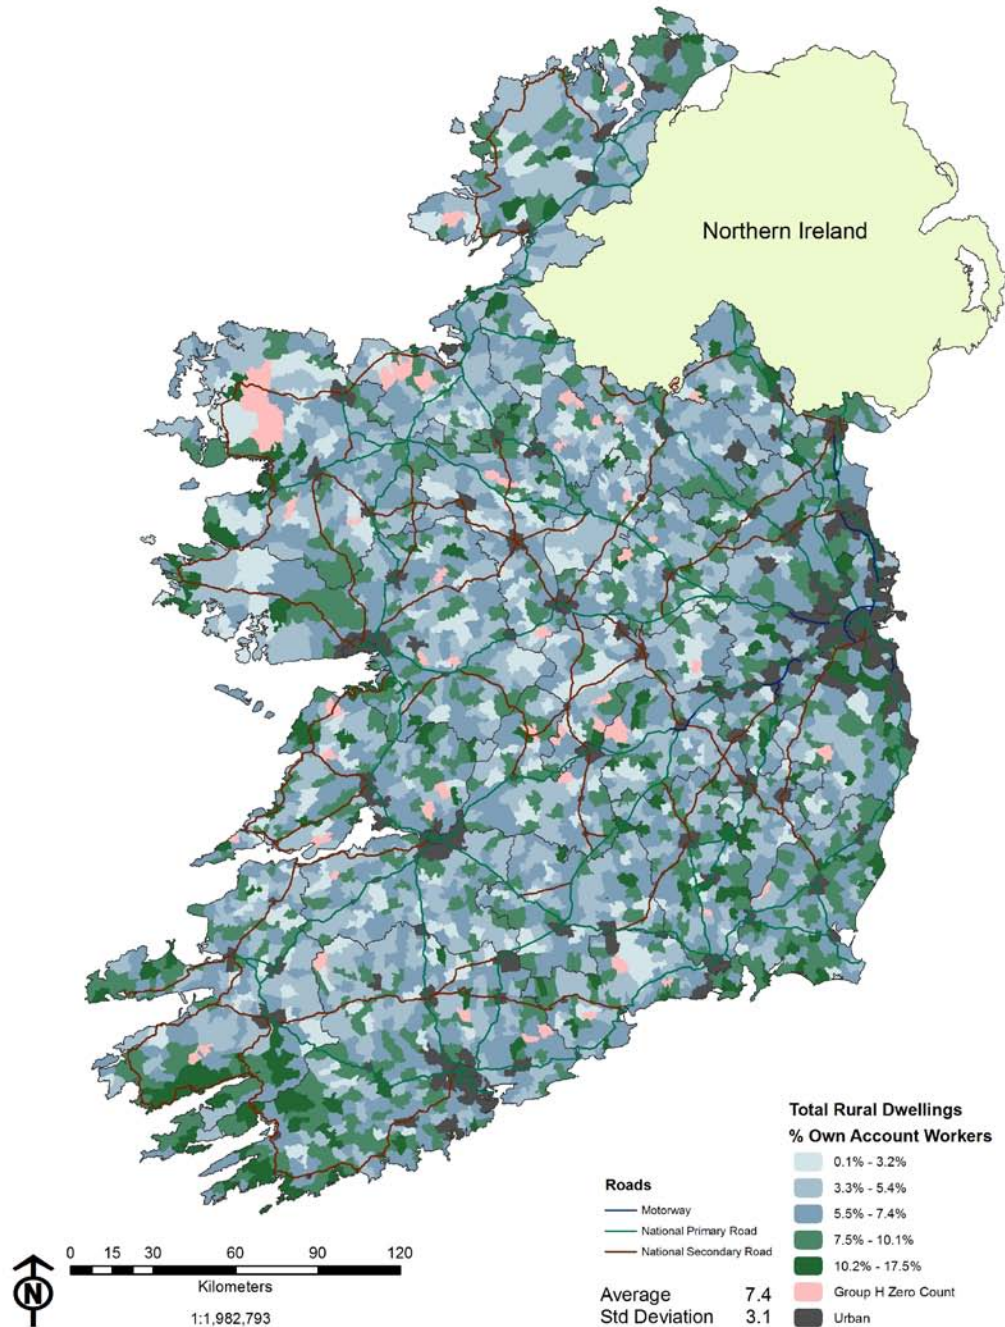 Northern Ireland
Total Rural Dwellings
% Own Account Workers
0.1% - 3.2%
3.3% - 5.4%
5.5% - 7.4%
7.5% - 10.1%
10.2% - 17.5%
Group H Zero Count
Urban
Roads
Motorway
National Primary Road
National Secondary Road
Average 7.4
Std Deviation 3.1
0 15 30 60 90 120
Kilometers
N
1:1,982,793